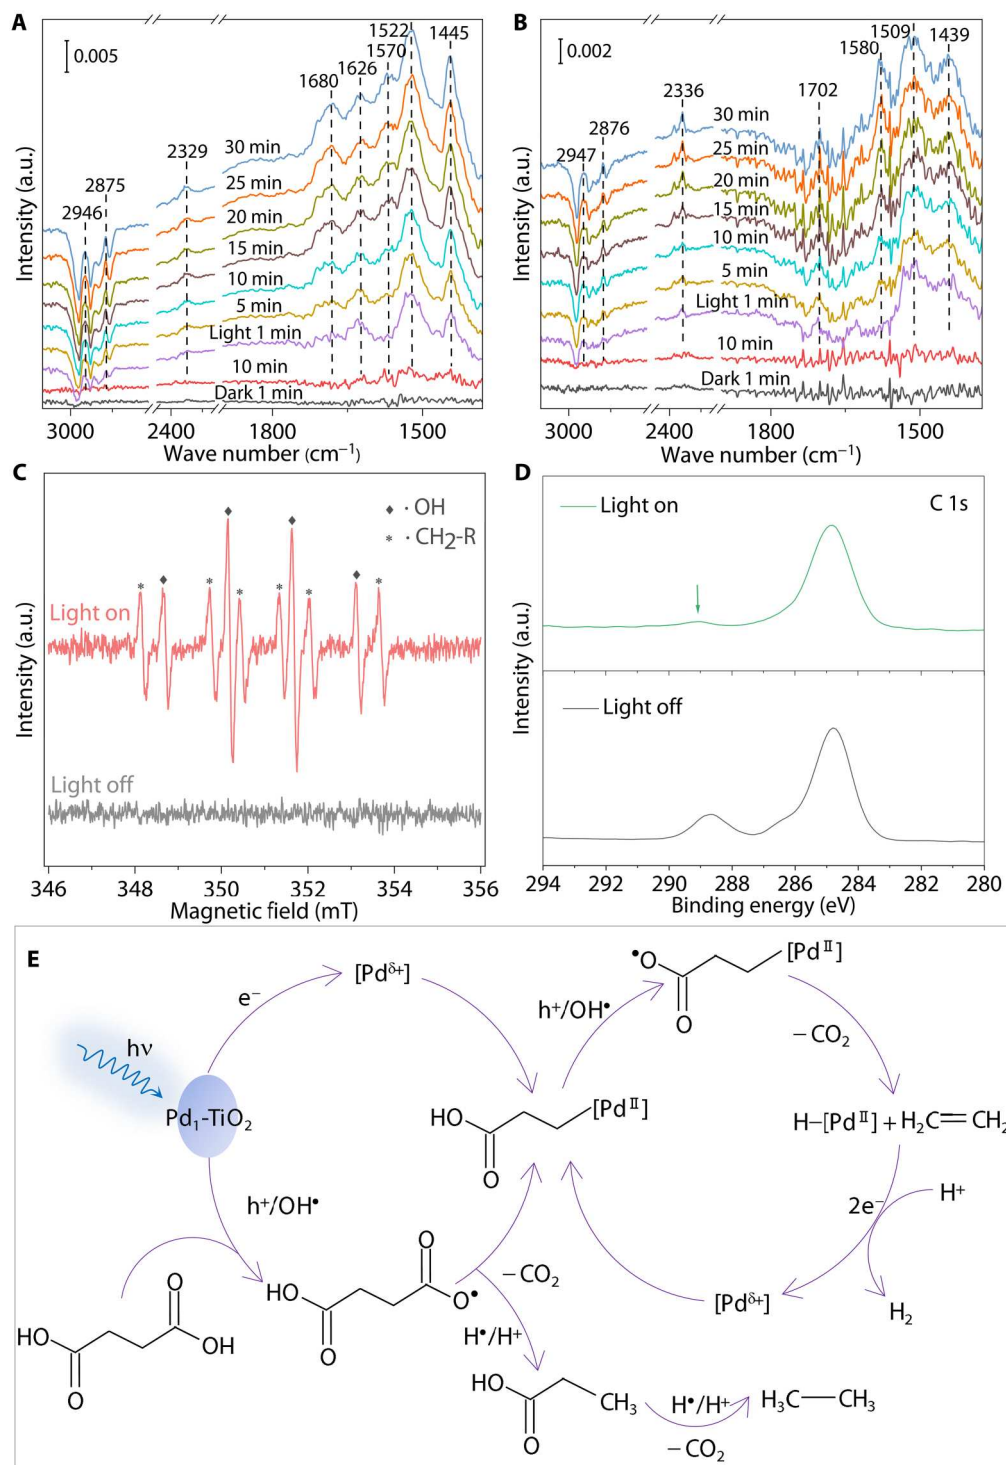 A
0.005
1522
1570
1445
1626
1680
2329
2875
2946
30 min
25 min
20 min
15 min
10 min
5 min
Light 1 min
10 min
Dark 1 min
Intensity (a.u.)
3000 2400 1800 1500
Wave number (cm⁻¹)
B
0.002
1509
1580
1439
1702
2336
2876
2947
30 min
25 min
20 min
15 min
10 min
5 min
Light 1 min
10 min
Dark 1 min
Intensity (a.u.)
3000 2400 1800 1500
Wave number (cm⁻¹)
C
♦ ·OH
* ·CH2-R
Light on
Light off
Intensity (a.u.)
346 348 350 352 354 356
Magnetic field (mT)
D
Light on
C 1s
Light off
Intensity (a.u.)
294 292 290 288 286 284 282 280
Binding energy (eV)
E
hν
Pd₁-TiO₂
e⁻
[Pdᵟ⁺]
h⁺/OH•
•O
O
[Pd^II]
−CO₂
HO
O
[Pd^II]
H−[Pd^II] + H₂C=CH₂
2e⁻
H⁺
H₂
[Pdᵟ⁺]
h⁺/OH•
HO
O
O
OH
HO
O
O
O•
−CO₂
H•/H⁺
HO
O
CH₃
H•/H⁺
−CO₂
H₃C—CH₃